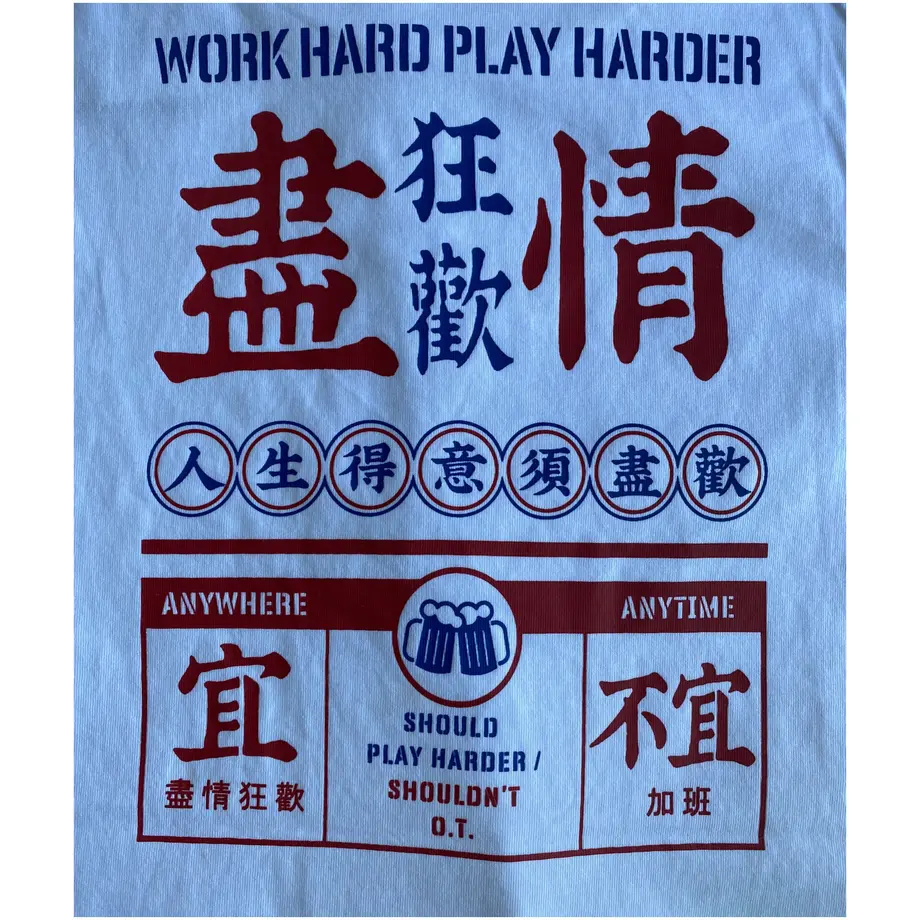 WORK HARD PLAY HARDER
盡狂歡情
人生得意須盡歡
ANYWHERE
ANYTIME
宜
盡情狂歡
SHOULD
PLAY HARDER /
SHOULDN'T
O.T.
不宜
加班